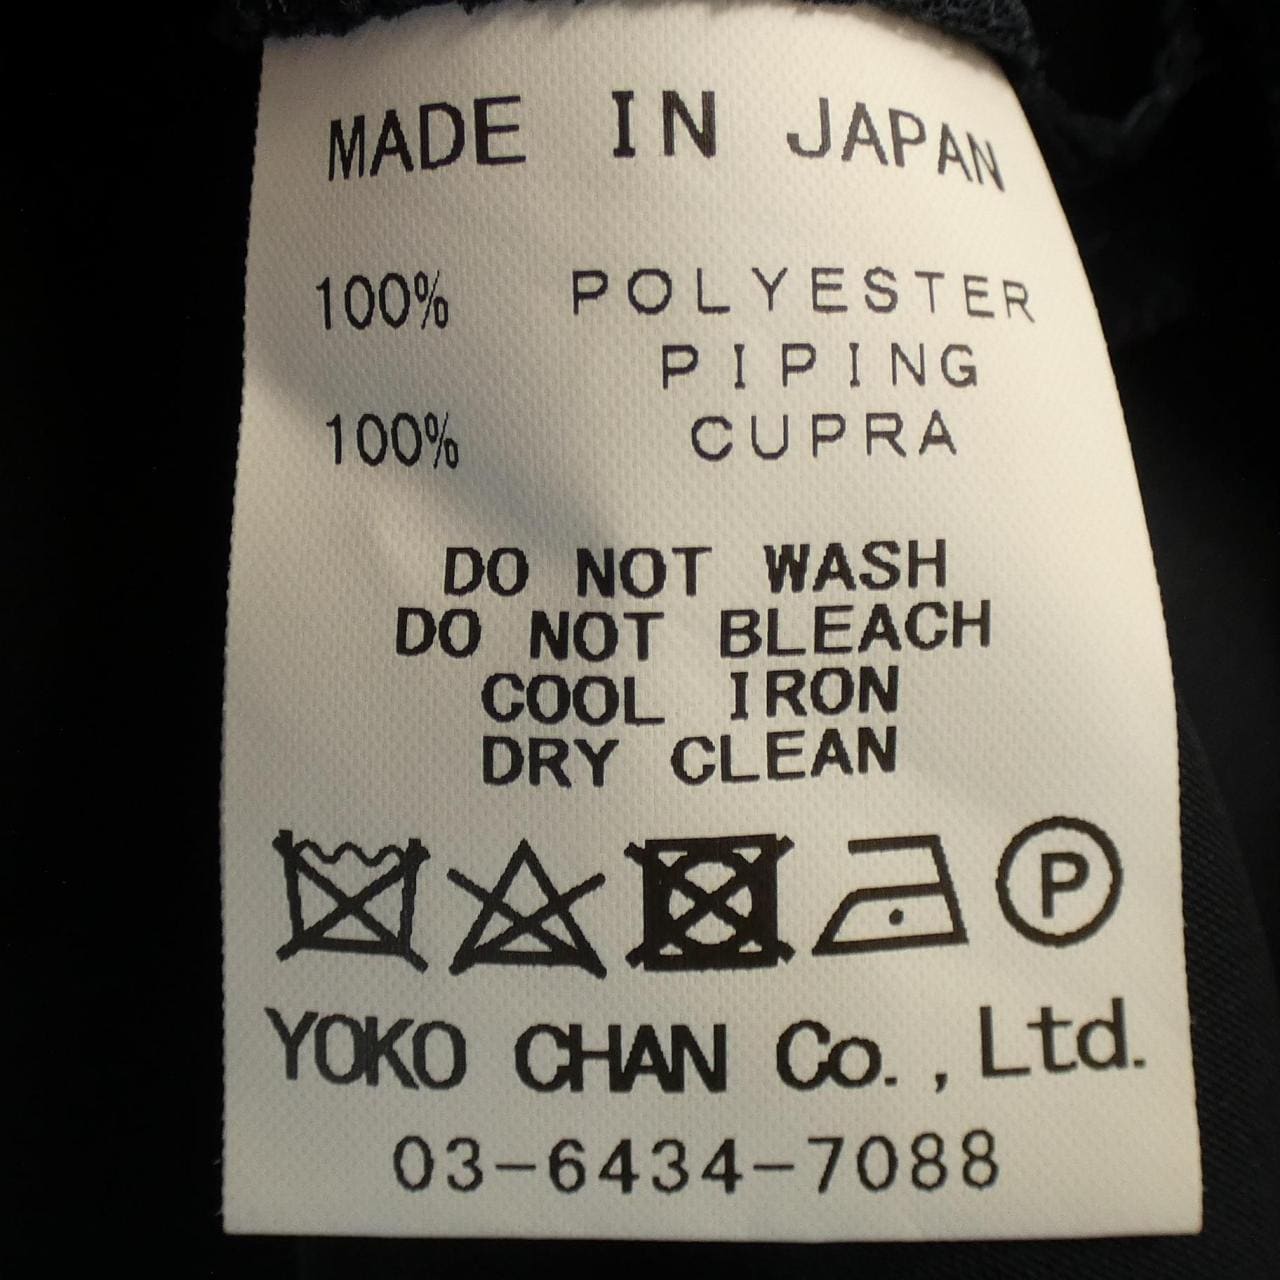 MADE IN JAPAN
100% POLYESTER
PIPING
100% CUPRA
DO NOT WASH
DO NOT BLEACH
COOL IRON
DRY CLEAN
P
YOKO CHAN Co.,Ltd.
03-6434-7088